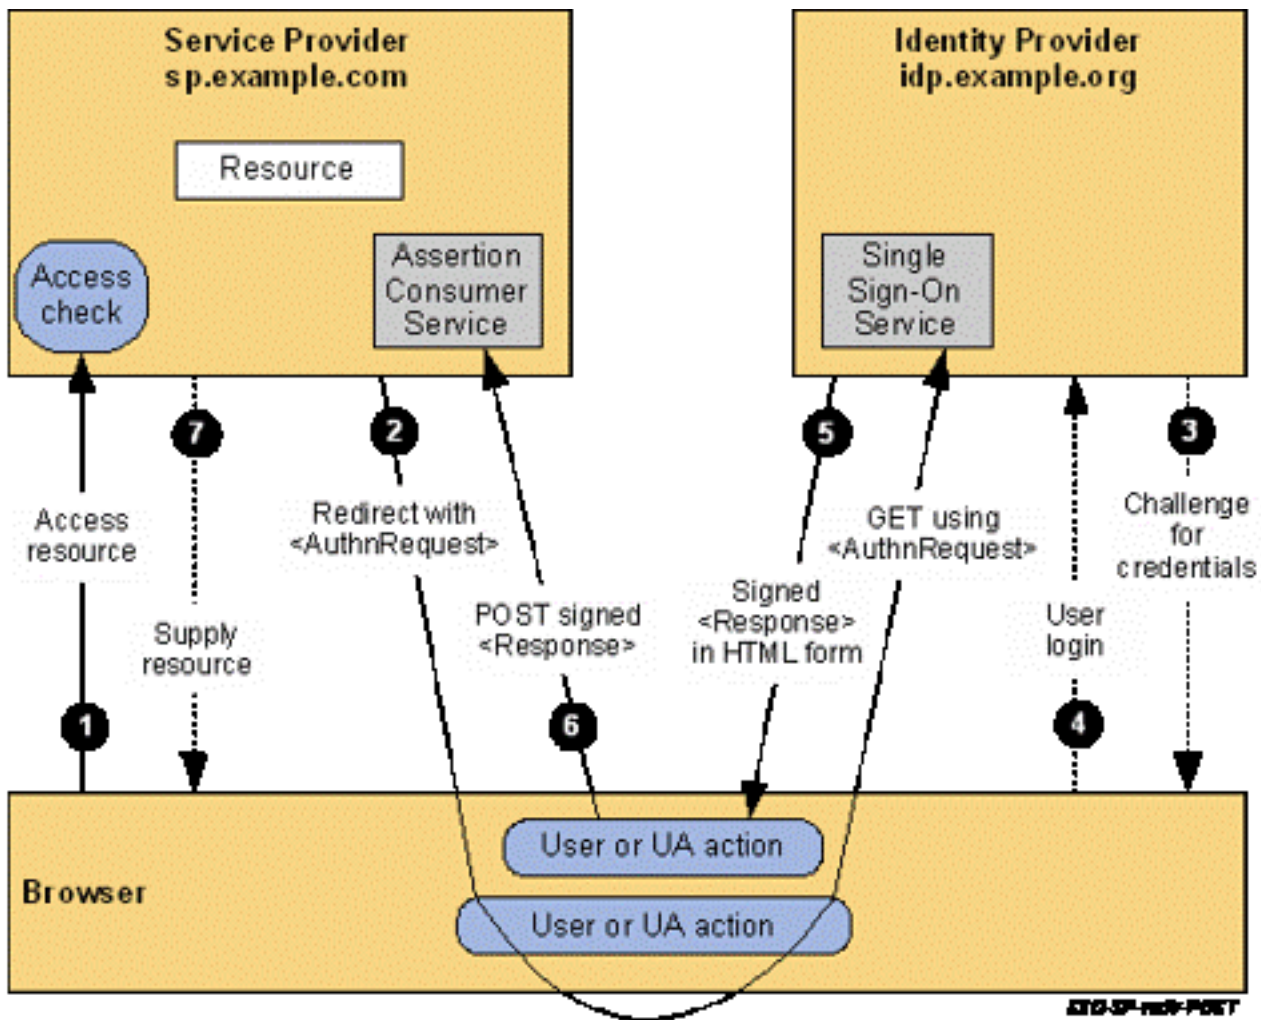 Service Provider
sp.example.com
Identity Provider
idp.example.org
Resource
Access
check
Assertion
Consumer
Service
Single
Sign-On
Service
7
2
5
3
Access
resource
Redirect with
<AuthnRequest>
GET using
<AuthnRequest>
Challenge
for
credentials
Supply
resource
POST signed
<Response>
Signed
<Response>
in HTML form
User
login
1
6
4
User or UA action
Browser
User or UA action